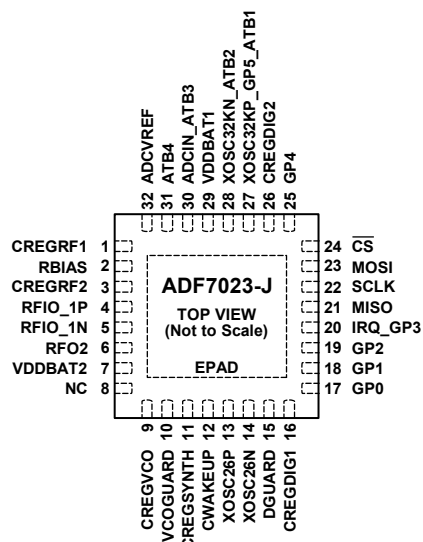 32 ADCVREF
31 ATB4
30 ADCIN_ATB3
29 VDDBAT1
28 XOSC32KN_ATB2
27 XOSC32KP_GP5_ATB1
26 CREGDIG2
25 GP4
CREGRF1 1
RBIAS 2
CREGRF2 3
RFIO_1P 4
RFIO_1N 5
RFO2 6
VDDBAT2 7
NC 8
ADF7023-J
TOP VIEW
(Not to Scale)
EPAD
24 CS
23 MOSI
22 SCLK
21 MISO
20 IRQ_GP3
19 GP2
18 GP1
17 GP0
CREGVCO 9
VCOGUARD 10
CREGSYNTH 11
CWAKEUP 12
XOSC26P 13
XOSC26N 14
DGUARD 15
CREGDIG1 16